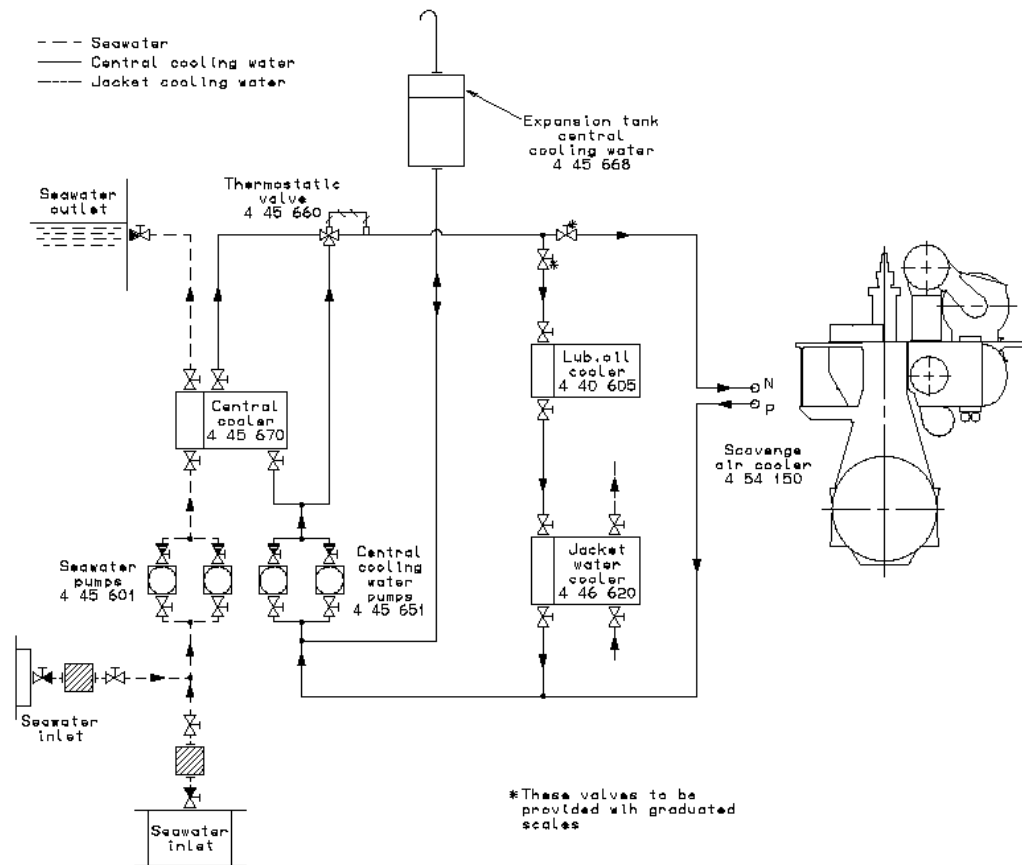 Seawater
Central cooling water
Jacket cooling water
Expansion tank
central
cooling water
4 45 668
Seawater
outlet
Thermostatic
valve
4 45 660
*
*
Lub.oil
cooler
4 40 605
N
P
Central
cooler
4 45 670
Scavenge
air cooler
4 54 150
Seawater
pumps
4 45 601
Central
cooling
water
pumps
4 45 651
Jacket
water
cooler
4 46 620
Seawater
inlet
*These valves to be
provided wih graduated
scales
Seawater
inlet